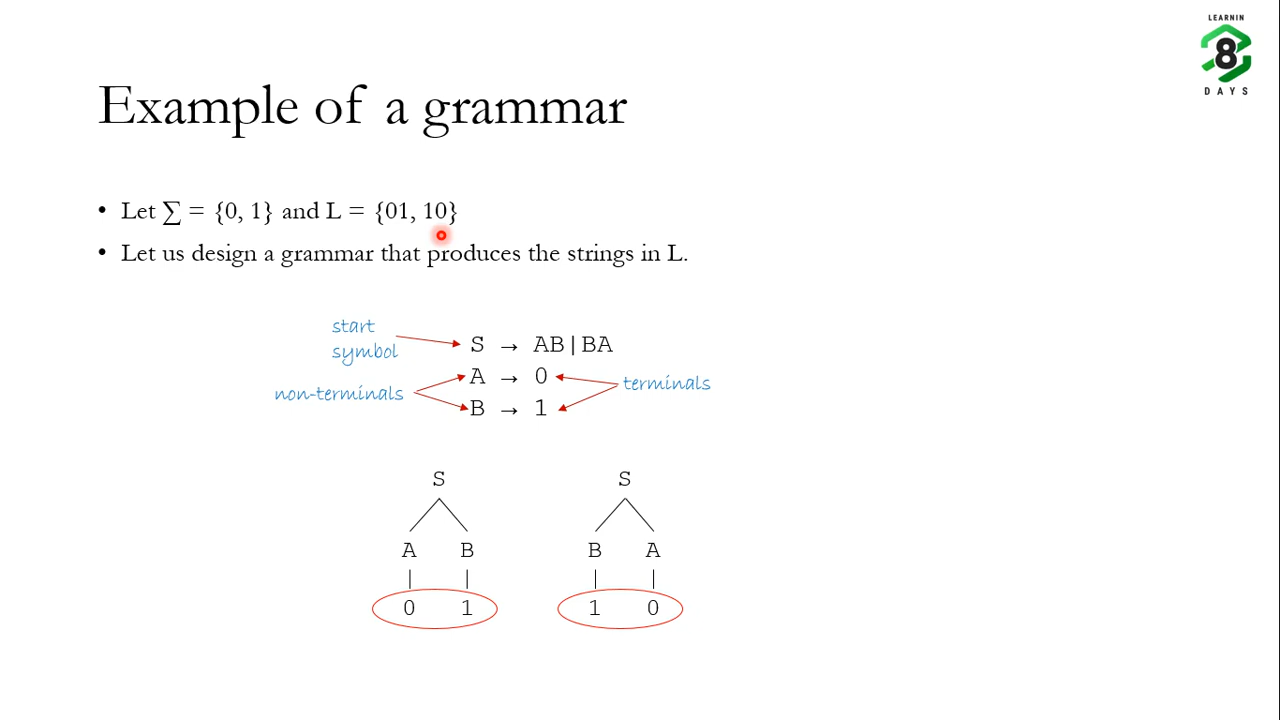 LEARNIN
8
DAYS
Example of a grammar
• Let ∑ = {0, 1} and L = {01, 10}
• Let us design a grammar that produces the strings in L.
start
symbol
S → AB|BA
non-terminals
A → 0
terminals
B → 1
S
S
A B
B A
0 1
1 0